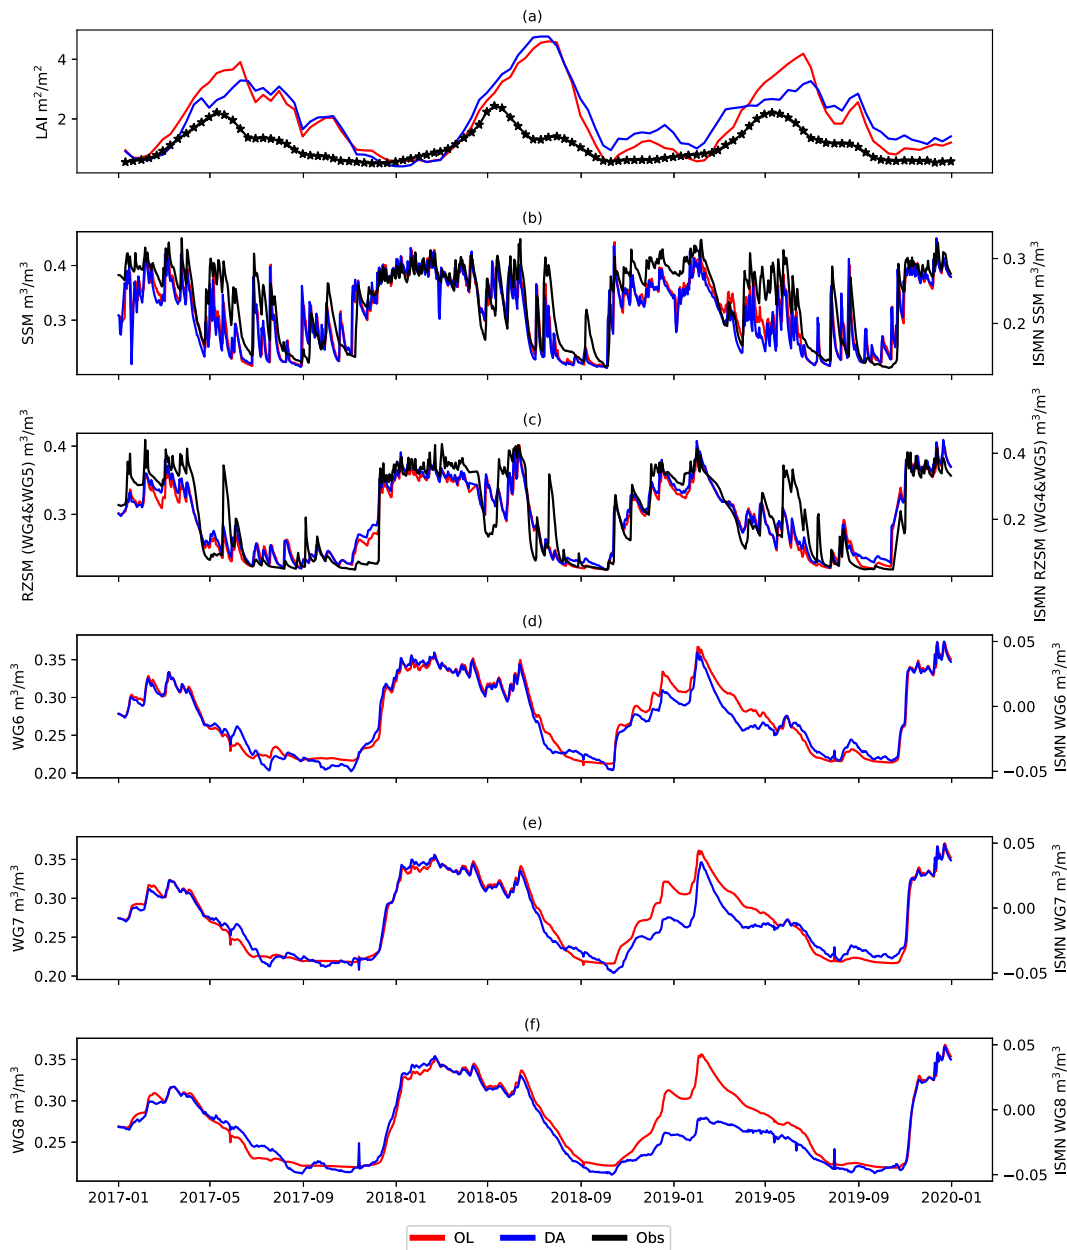 (a)
LAI m²/m²
4
2
(b)
SSM m³/m³
0.4
0.3
0.3
0.2
ISMN SSM m³/m³
(c)
RZSM (WG4&WG5) m³/m³
0.4
0.3
0.4
0.2
ISMN RZSM (WG4&WG5) m³/m³
(d)
WG6 m³/m³
0.35
0.30
0.25
0.20
0.05
0.00
−0.05
ISMN WG6 m³/m³
(e)
WG7 m³/m³
0.35
0.30
0.25
0.20
0.05
0.00
−0.05
ISMN WG7 m³/m³
(f)
WG8 m³/m³
0.35
0.30
0.25
0.05
0.00
−0.05
ISMN WG8 m³/m³
2017-01 2017-05 2017-09 2018-01 2018-05 2018-09 2019-01 2019-05 2019-09 2020-01
OL DA Obs